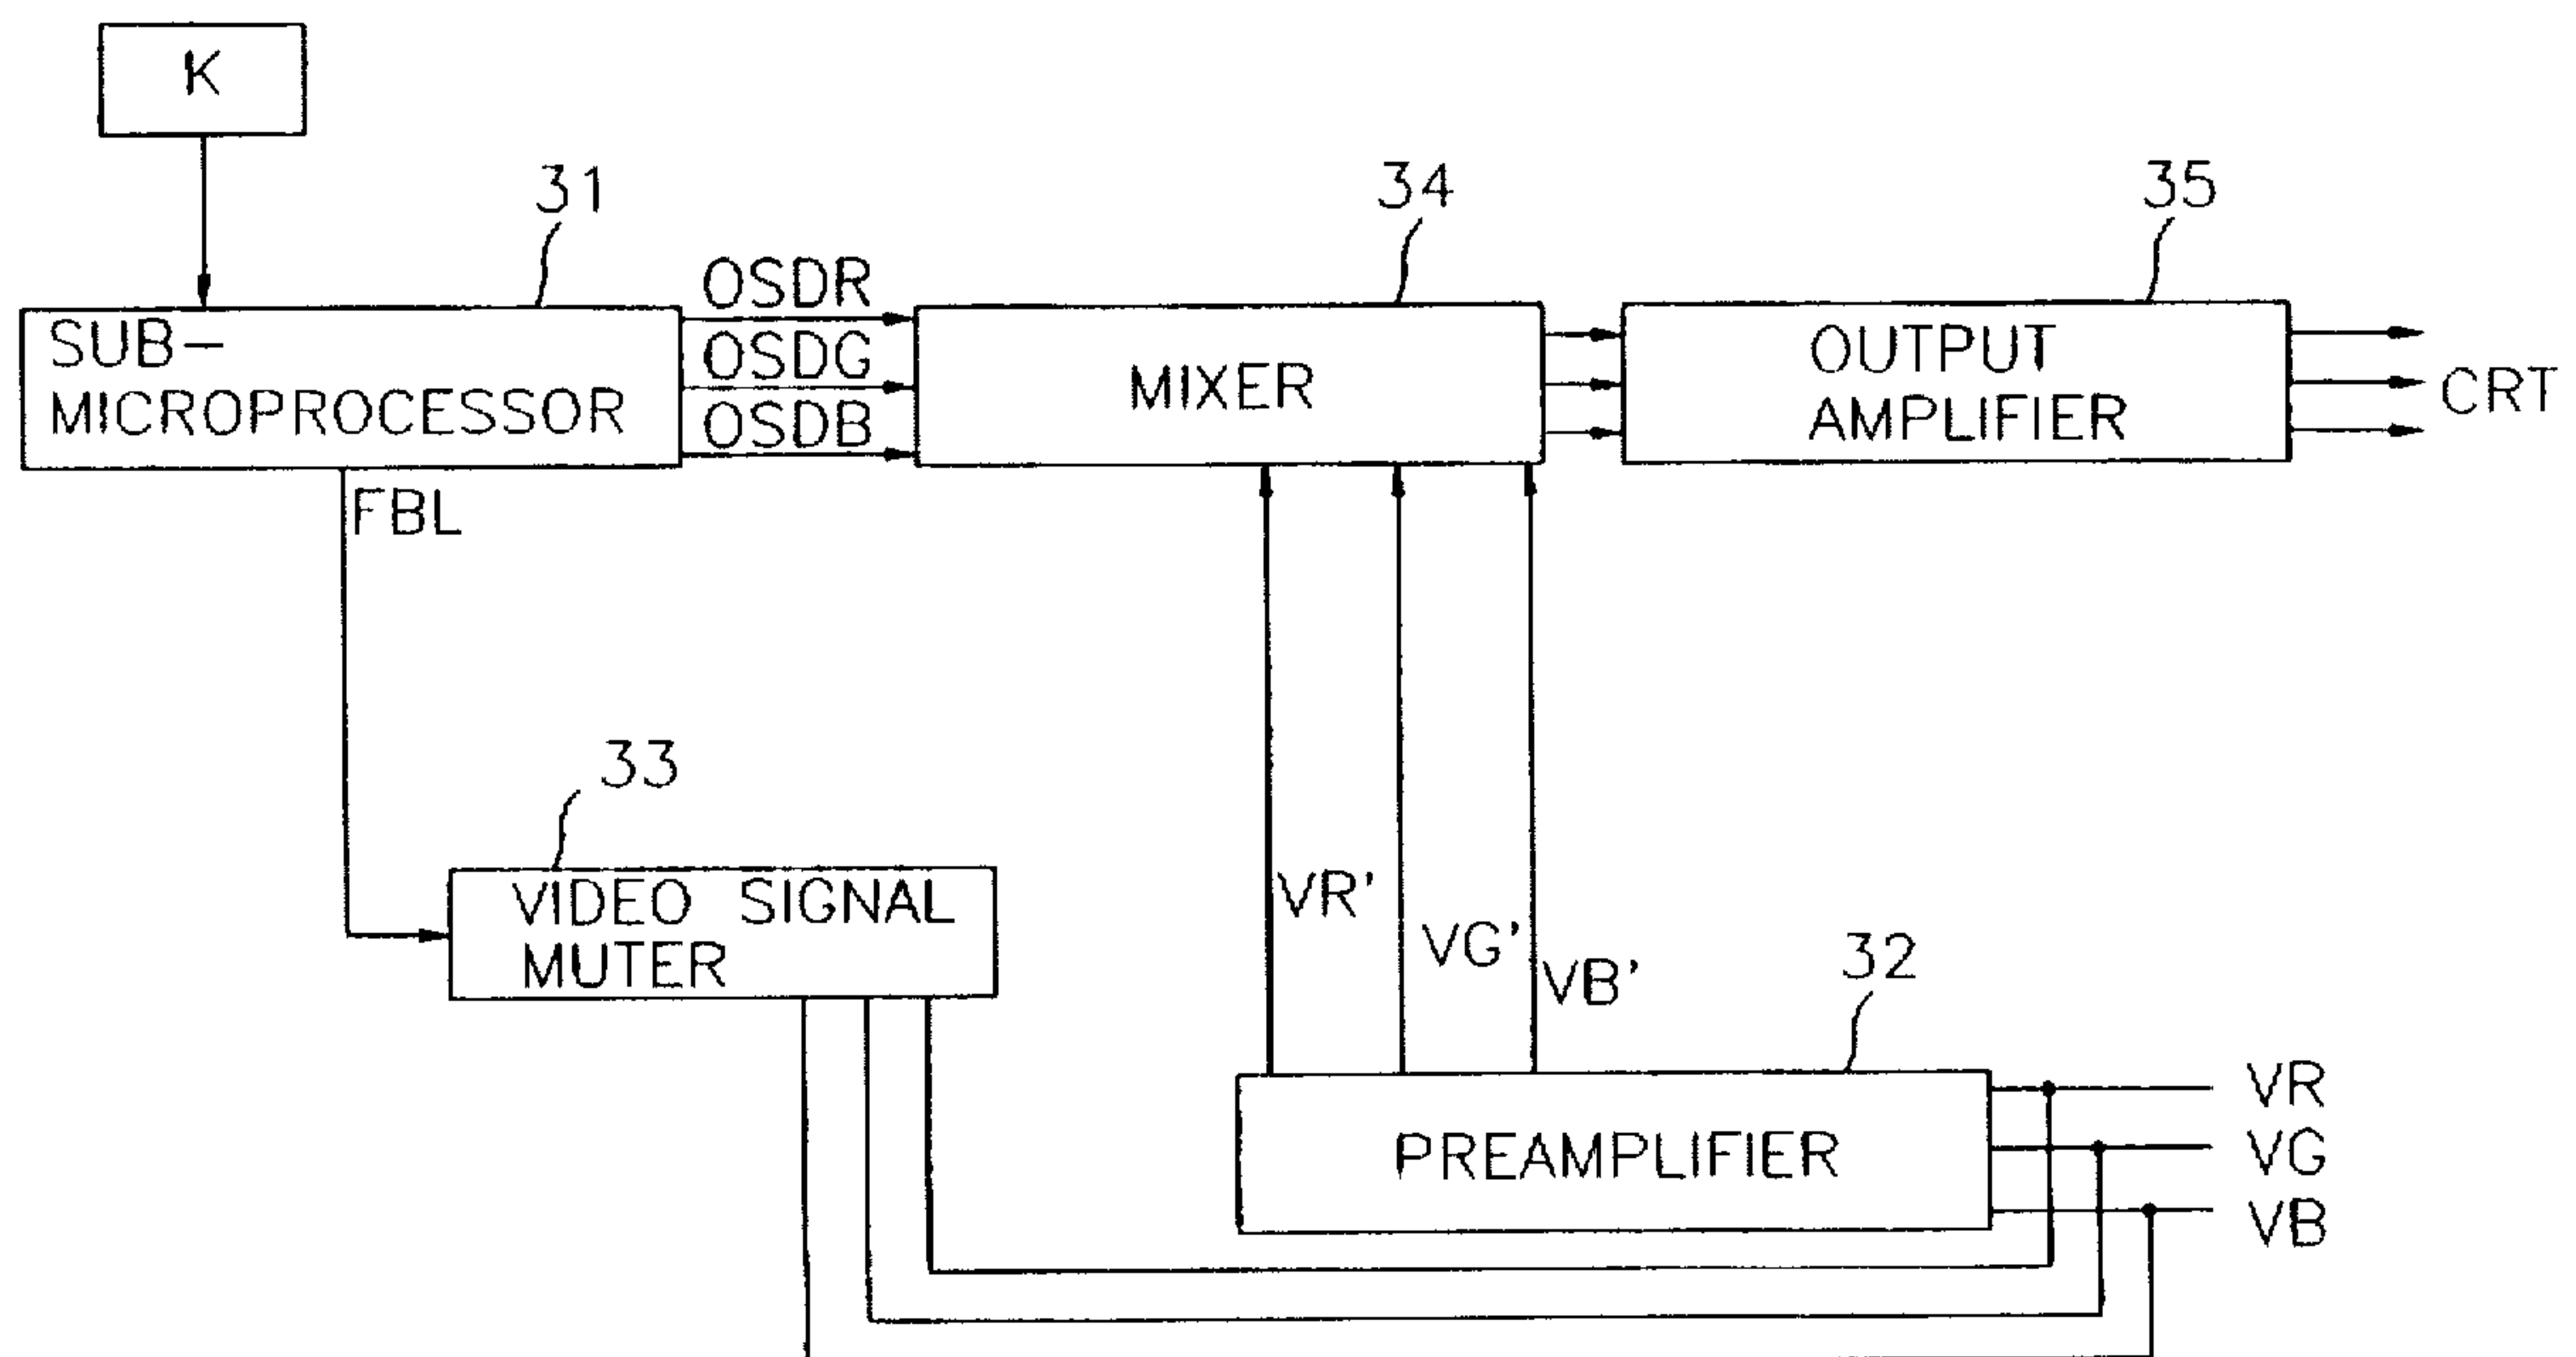 K
31
34
35
SUB-
MICROPROCESSOR
OSDR
OSDG
OSDB
MIXER
OUTPUT
AMPLIFIER
CRT
FBL
33
VIDEO SIGNAL
MUTER
VR'
VG'
VB'
32
PREAMPLIFIER
VR
VG
VB